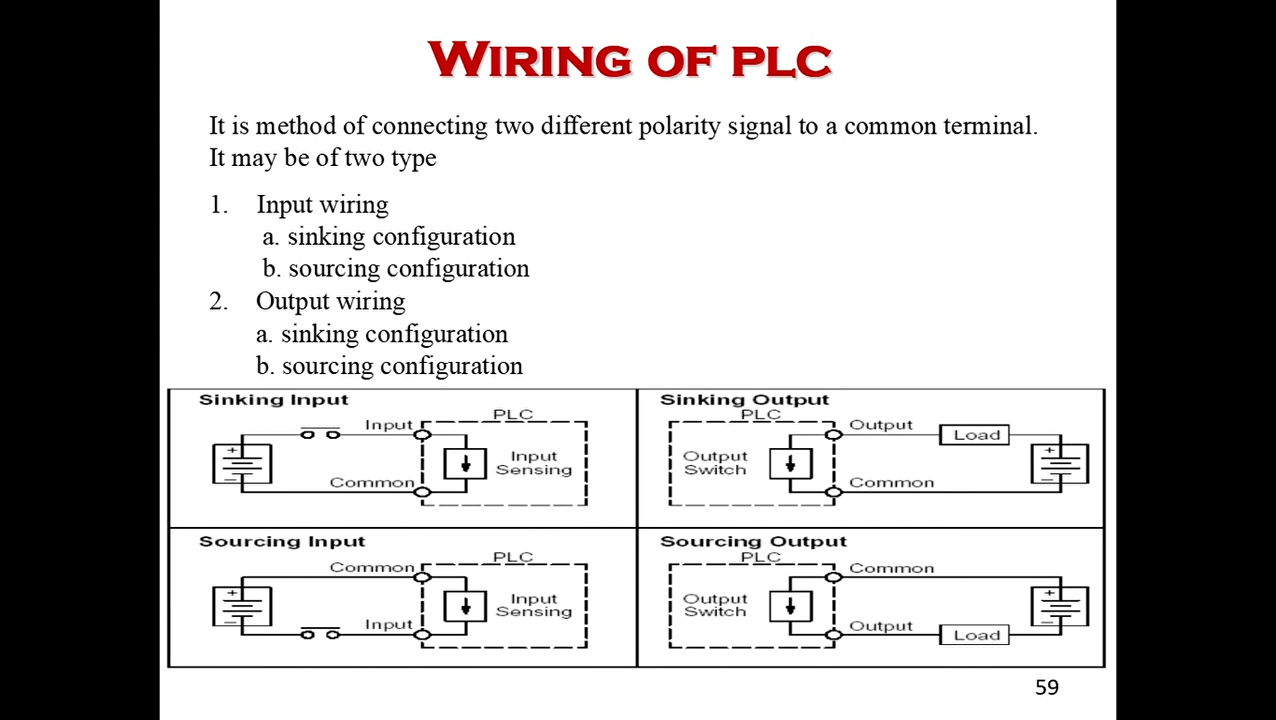 WIRING OF PLC
It is method of connecting two different polarity signal to a common terminal.
It may be of two type
1. Input wiring
a. sinking configuration
b. sourcing configuration
2. Output wiring
a. sinking configuration
b. sourcing configuration
Sinking Input
PLC
Input
+
Input
Sensing
-
Common
Sinking Output
PLC
Output
Load
Output
Switch
+
-
Common
Sourcing Input
PLC
Common
+
Input
Sensing
-
Input
Sourcing Output
PLC
Common
Output
Switch
+
-
Output
Load
59